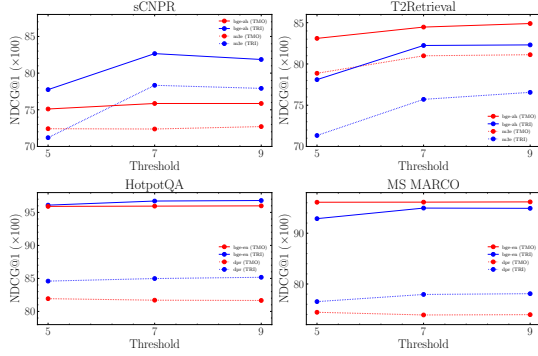 sCNPR
NDCG@1 (×100)
85
80
75
70
bge-zh (TMO)
bge-zh (TRI)
m3e (TMO)
m3e (TRI)
5
7
9
Threshold
T2Retrieval
NDCG@1 (×100)
85
80
75
70
bge-zh (TMO)
bge-zh (TRI)
m3e (TMO)
m3e (TRI)
5
7
9
Threshold
HotpotQA
NDCG@1 (×100)
95
90
85
80
bge-en (TMO)
bge-en (TRI)
dpr (TMO)
dpr (TRI)
5
7
9
Threshold
MS MARCO
NDCG@1 (×100)
90
80
bge-en (TMO)
bge-en (TRI)
dpr (TMO)
dpr (TRI)
5
7
9
Threshold